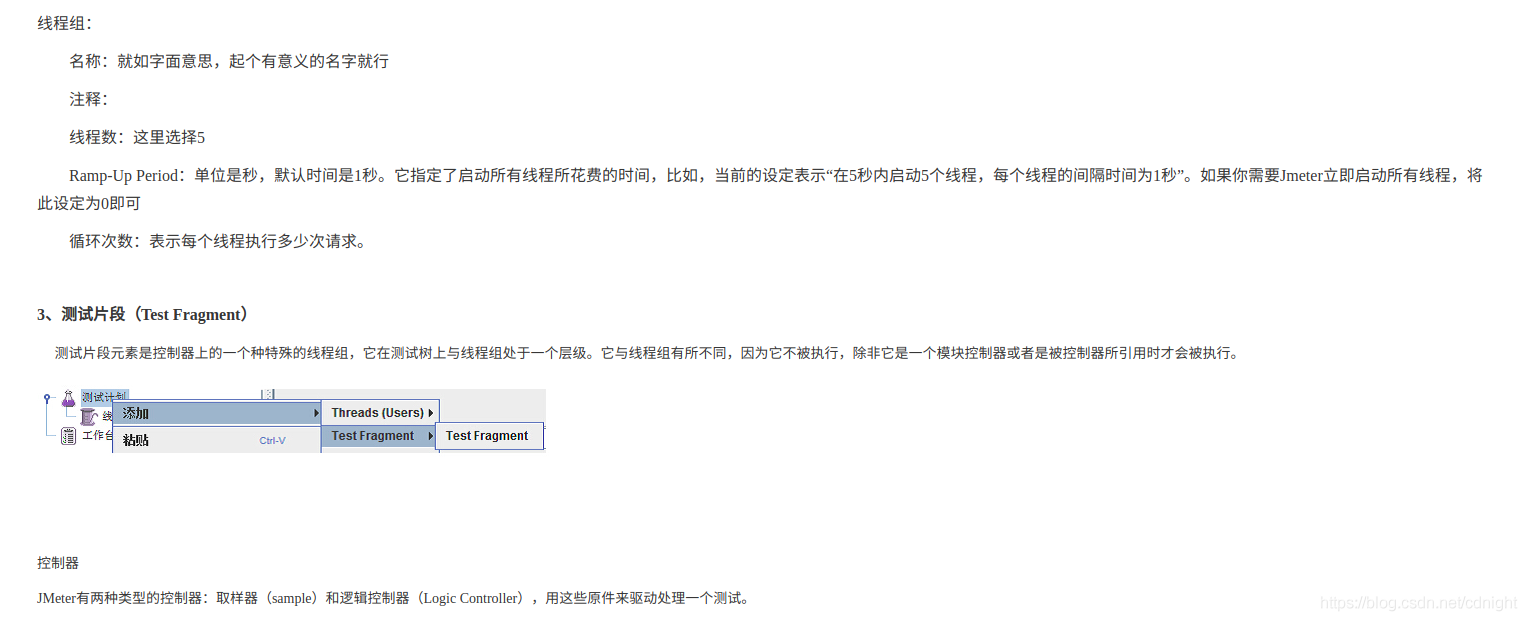 线程组：
名称：就如字面意思，起个有意义的名字就行
注释：
线程数：这里选择5
Ramp-Up Period：单位是秒，默认时间是1秒。它指定了启动所有线程所花费的时间，比如，当前的设定表示“在5秒内启动5个线程，每个线程的间隔时间为1秒”。如果你需要Jmeter立即启动所有线程，将
此设定为0即可
循环次数：表示每个线程执行多少次请求。
3、测试片段（Test Fragment）
测试片段元素是控制器上的一个种特殊的线程组，它在测试树上与线程组处于一个层级。它与线程组有所不同，因为它不被执行，除非它是一个模块控制器或者是被控制器所引用时才会被执行。
测试计划
线
工作台
添加
粘贴 Ctrl-V
Threads (Users)
Test Fragment
Test Fragment
控制器
JMeter有两种类型的控制器：取样器（sample）和逻辑控制器（Logic Controller），用这些原件来驱动处理一个测试。
https://blog.csdn.net/cdnight